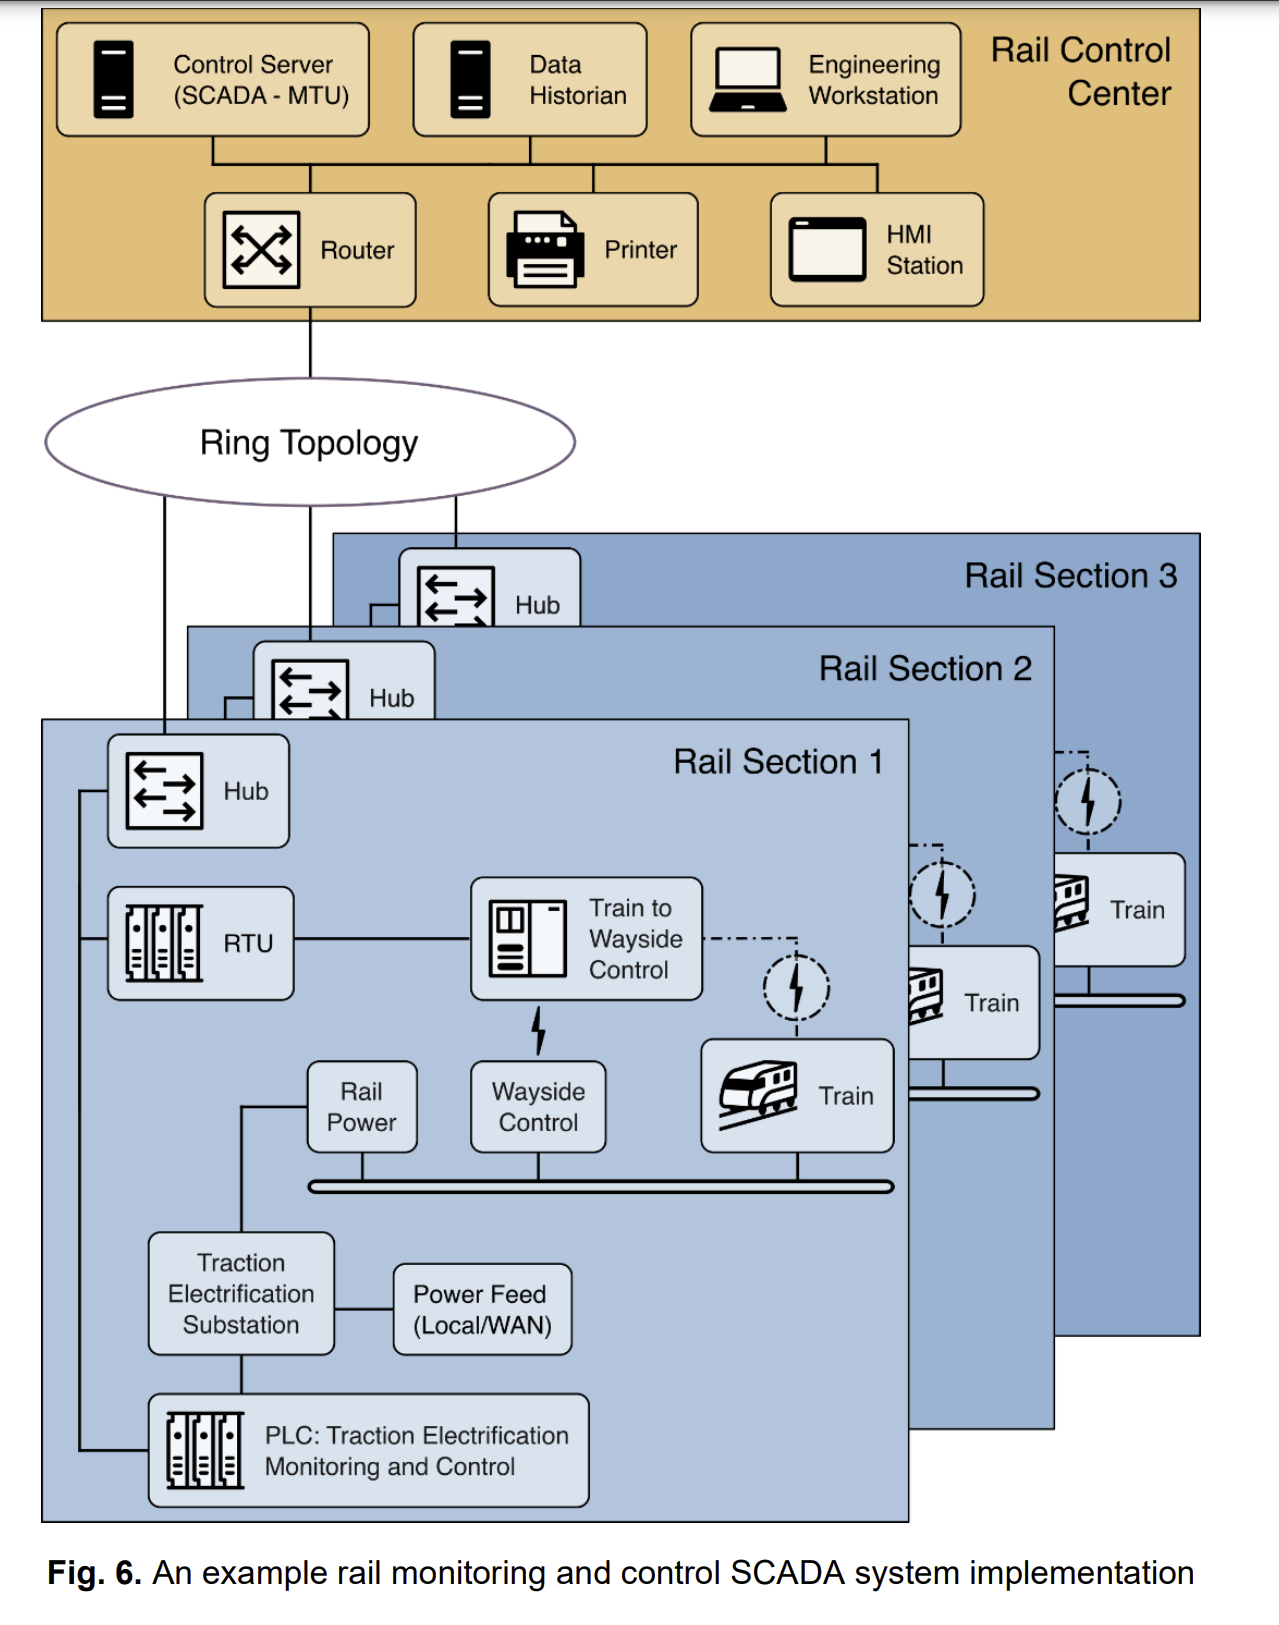 Rail Control
Center
Control Server
(SCADA - MTU)
Data
Historian
Engineering
Workstation
Router
Printer
HMI
Station
Ring Topology
Rail Section 3
Hub
Train
Rail Section 2
Hub
Train
Rail Section 1
Hub
RTU
Train to
Wayside
Control
Rail
Power
Wayside
Control
Train
Traction
Electrification
Substation
Power Feed
(Local/WAN)
PLC: Traction Electrification
Monitoring and Control
Fig. 6. An example rail monitoring and control SCADA system implementation